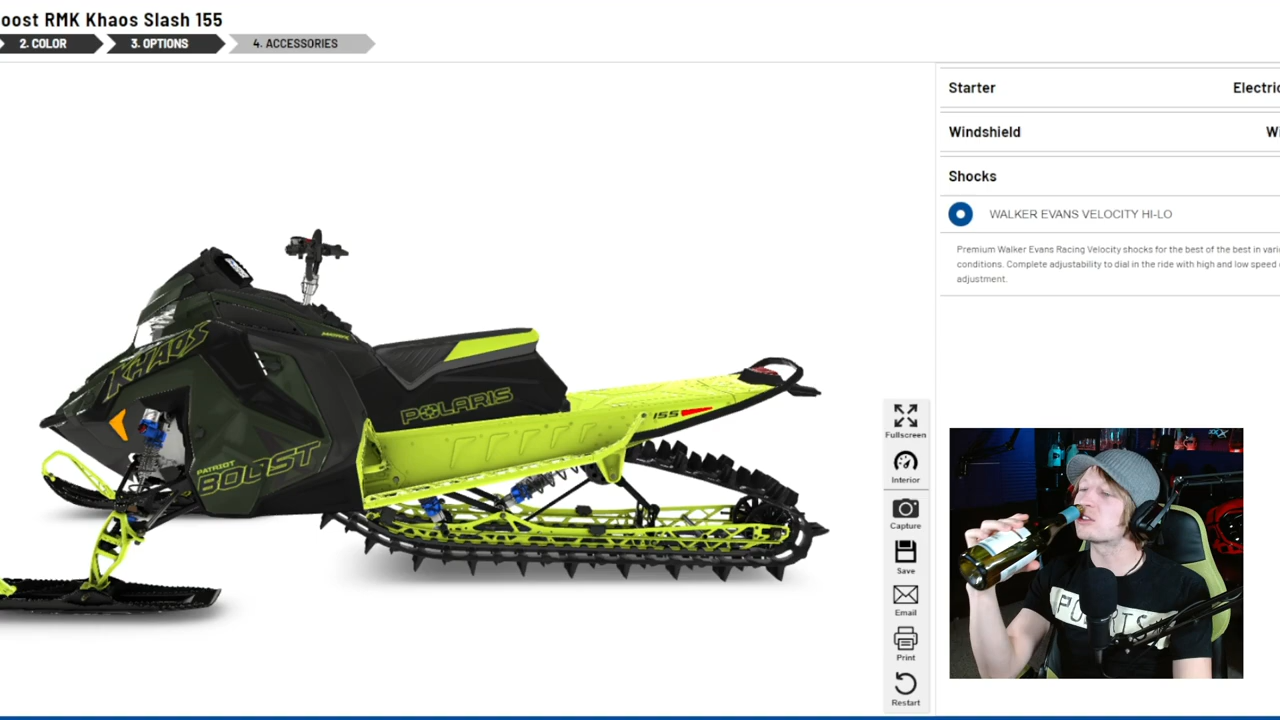 oost RMK Khaos Slash 155
2. COLOR
3. OPTIONS
4. ACCESSORIES
Starter
Electric
Windshield
Shocks
WALKER EVANS VELOCITY HI-LO
Premium Walker Evans Racing Velocity shocks for the best of the best in vari
conditions. Complete adjustability to dial in the ride with high and low speed
adjustment.
KHAOS
POLARIS
155
PATRIOT
BOOST
Fullscreen
Interior
Capture
Save
Email
Print
Restart